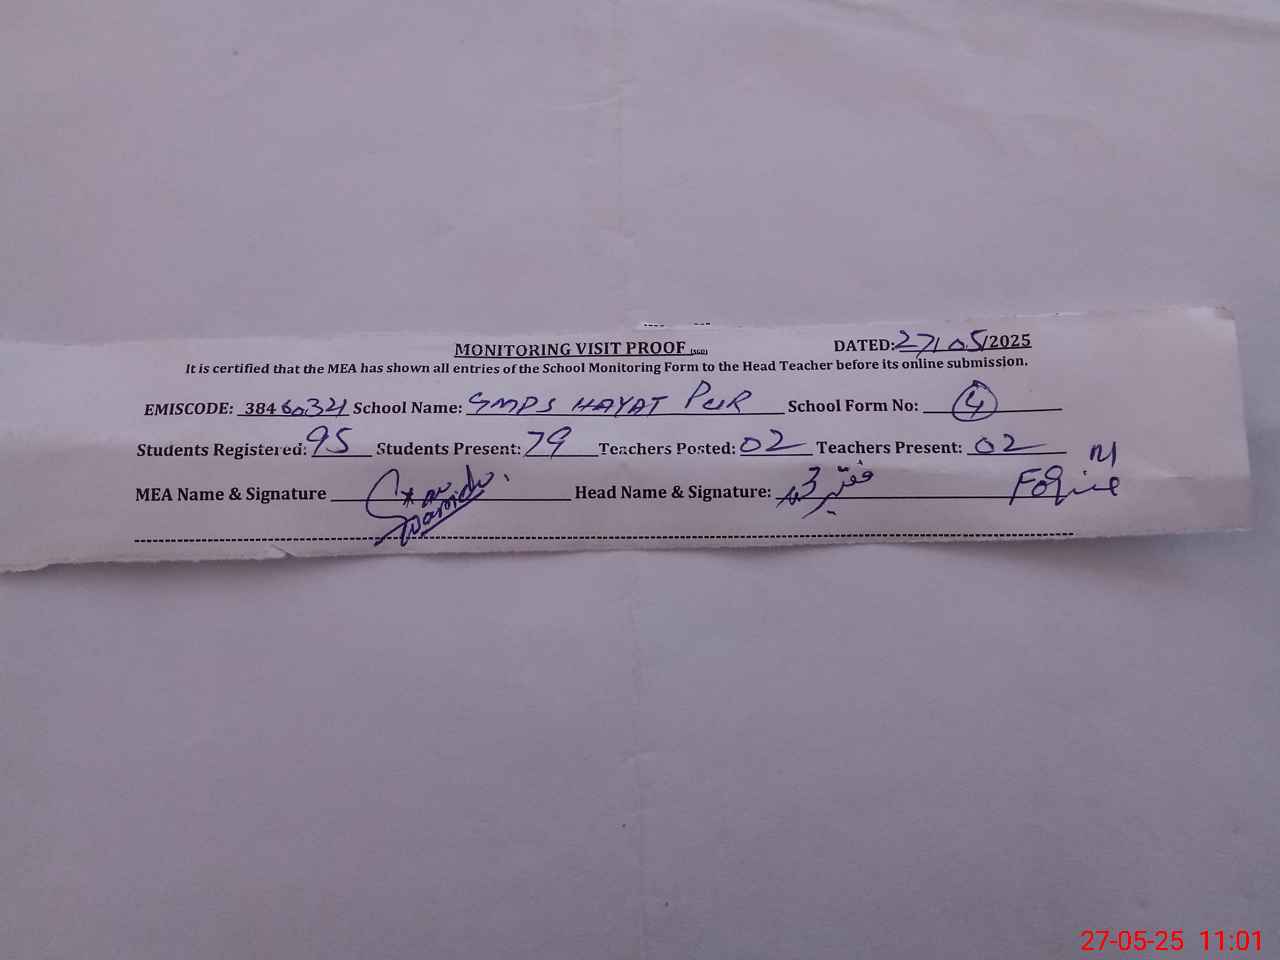 MONITORING VISIT PROOF (SGD) DATED: 27/05/2025
It is certified that the MEA has shown all entries of the School Monitoring Form to the Head Teacher before its online submission.
EMISCODE: 38460321 School Name: GMPS HAYAT PUR School Form No: 4
Students Registered: 95 Students Present: 79 Teachers Posted: 02 Teachers Present: 02
MEA Name & Signature Head Name & Signature:
27-05-25 11:01